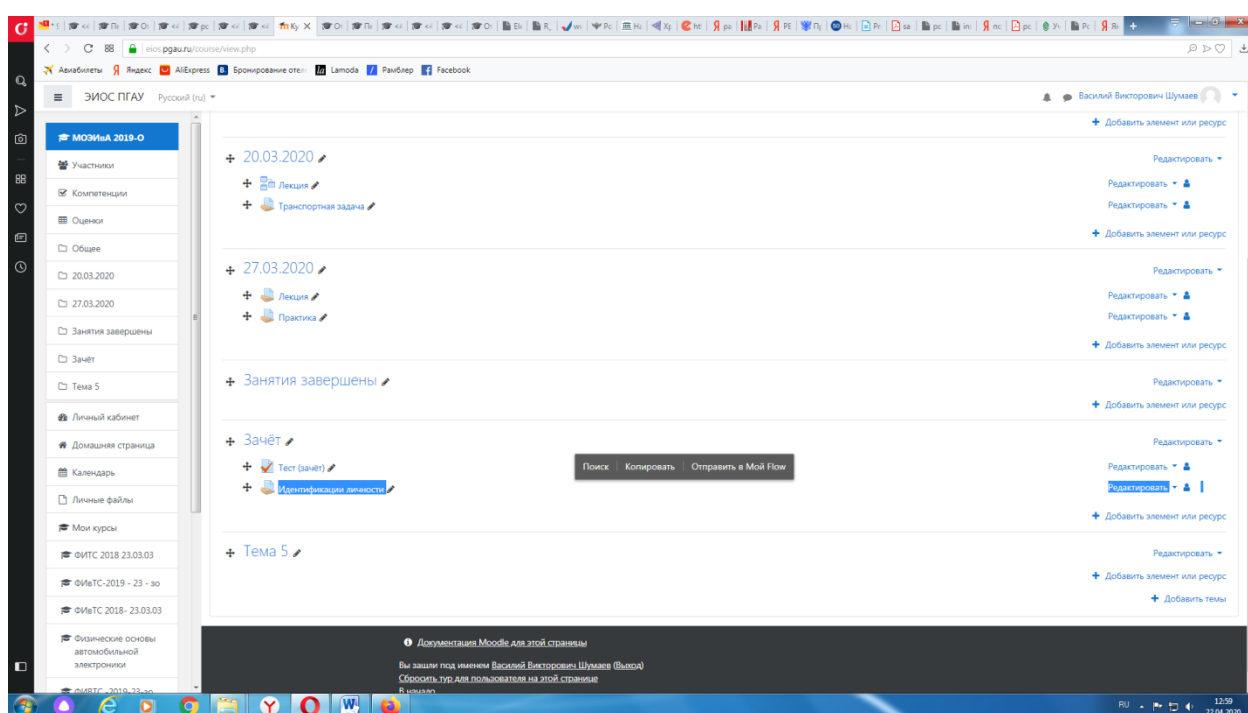 eios.pgau.ru/course/view.php
Авиабилеты Яндекс AliExpress Бронирование отел Lamoda Рамблер Facebook
ЭИОС ПГАУ Русский (ru)
Василий Викторович Шумаев
МОЭИвА 2019-О
Участники
Компетенции
Оценки
Общее
20.03.2020
27.03.2020
Занятия завершены
Зачёт
Тема 5
Личный кабинет
Домашняя страница
Календарь
Личные файлы
Мои курсы
ФИТС 2018 23.03.03
ФИвТС-2019 - 23 - зо
ФИвТС 2018- 23.03.03
Физические основы
автомобильной
электроники
Добавить элемент или ресурс
20.03.2020 Редактировать
Лекция Редактировать
Транспортная задача Редактировать
Добавить элемент или ресурс
27.03.2020 Редактировать
Лекция Редактировать
Практика Редактировать
Добавить элемент или ресурс
Занятия завершены Редактировать
Добавить элемент или ресурс
Зачёт Редактировать
Поиск Копировать Отправить в Мой Flow
Тест (зачёт) Редактировать
Идентификации личности Редактировать
Добавить элемент или ресурс
Тема 5 Редактировать
Добавить элемент или ресурс
Добавить темы
Документация Moodle для этой страницы
Вы зашли под именем Василий Викторович Шумаев (Выход)
Сбросить тур для пользователя на этой странице
В начало
RU 12:59
22.04.2020